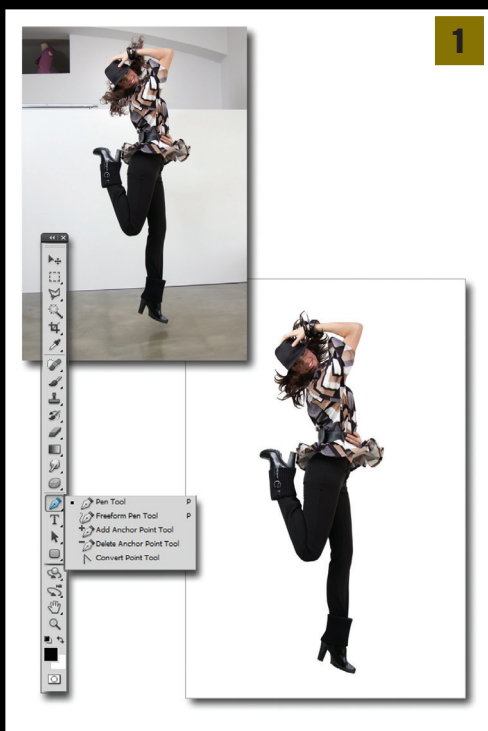 1
Pen Tool P
Freeform Pen Tool P
Add Anchor Point Tool
Delete Anchor Point Tool
Convert Point Tool
T